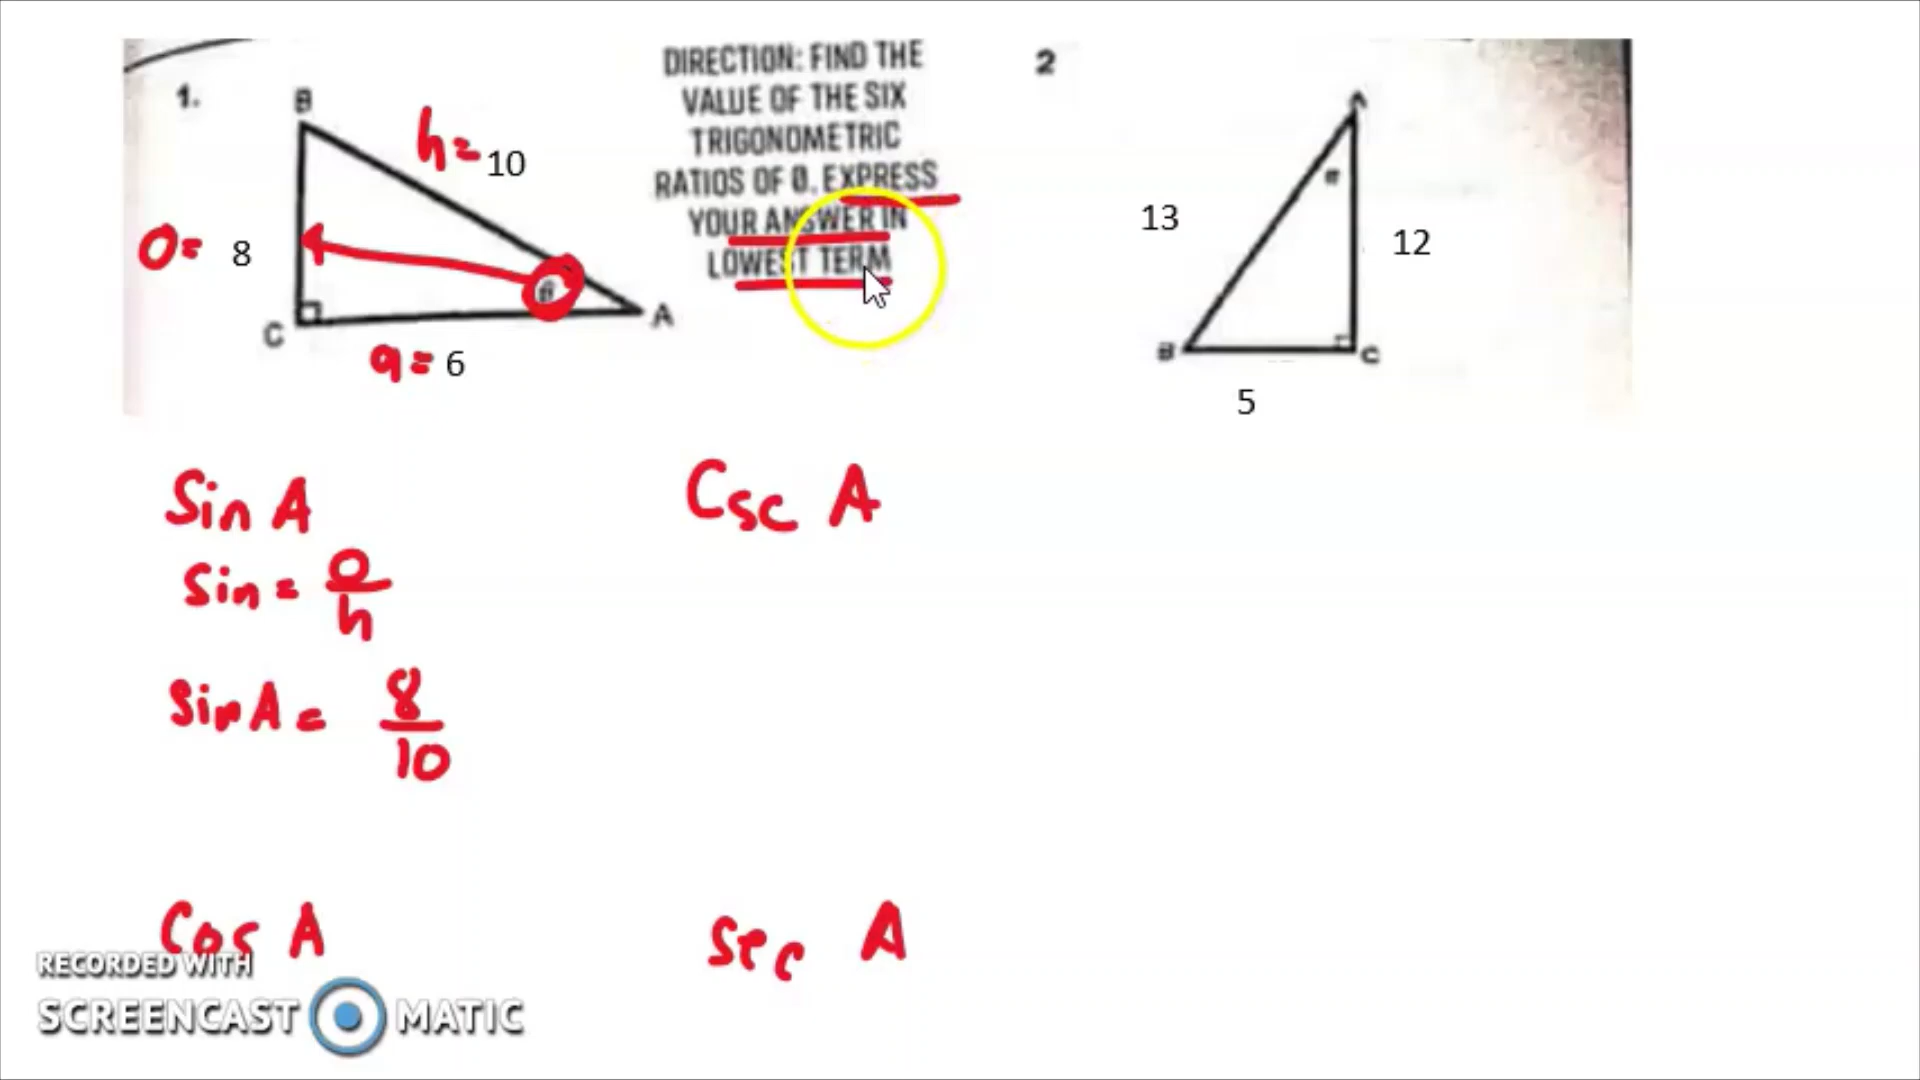 1.
B
h = 10
O = 8
θ
C
A
a = 6
DIRECTION: FIND THE
VALUE OF THE SIX
TRIGONOMETRIC
RATIOS OF θ. EXPRESS
YOUR ANSWER IN
LOWEST TERM
2
A
13
12
B
C
5
Sin A
Sin = o/h
Sin A = 8/10
Csc A
Cos A
Sec A
RECORDED WITH
SCREENCAST MATIC